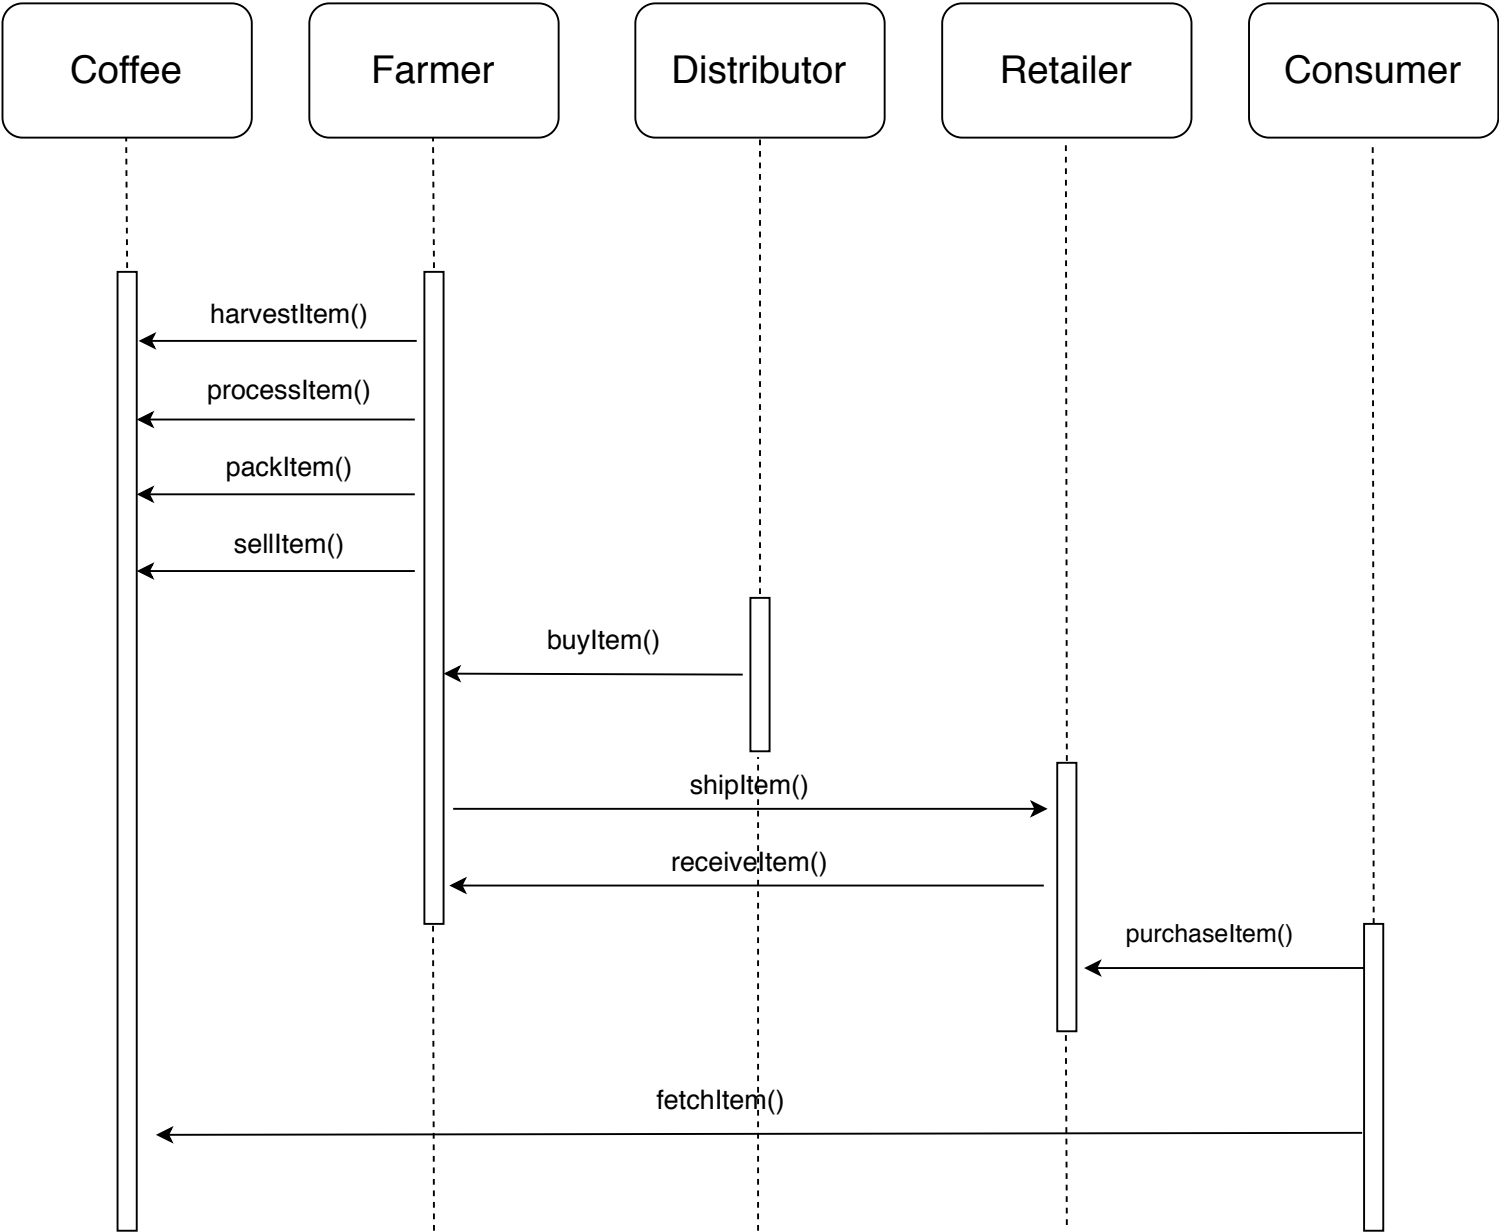 Coffee
Farmer
Distributor
Retailer
Consumer
harvestItem()
processItem()
packItem()
sellItem()
buyItem()
shipItem()
receiveItem()
purchaseItem()
fetchItem()